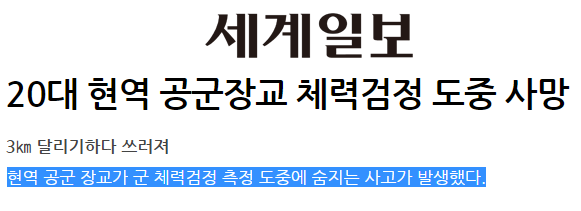 세계일보
20대 현역 공군장교 체력검정 도중 사망
3㎞ 달리기하다 쓰러져
현역 공군 장교가 군 체력검정 측정 도중에 숨지는 사고가 발생했다.